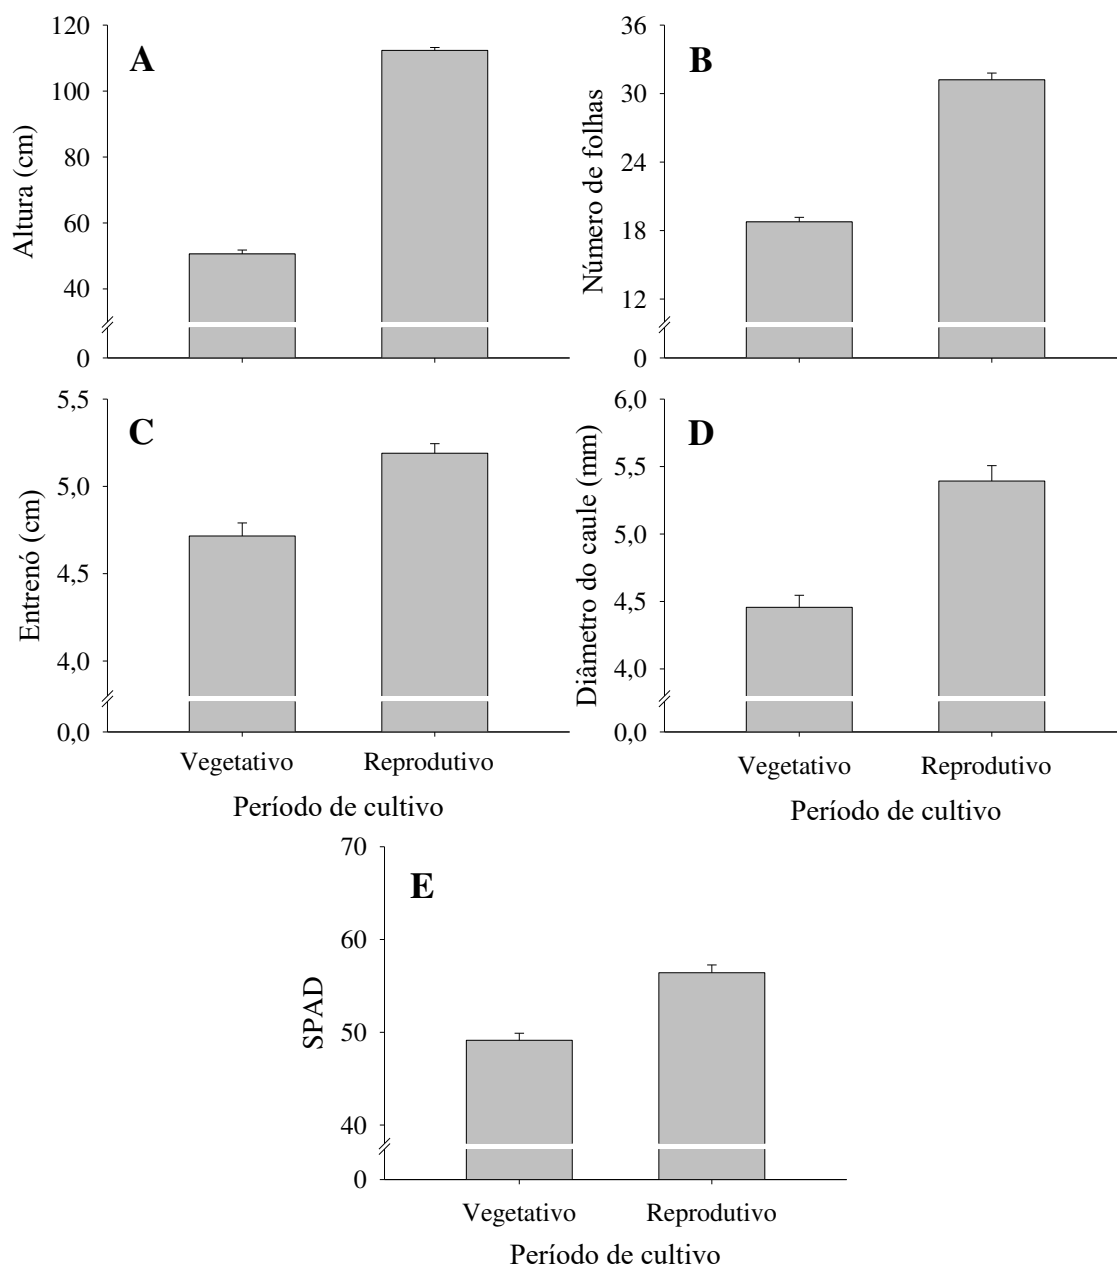 A
Altura (cm)
120
100
80
60
40
0
B
Número de folhas
36
30
24
18
12
0
C
Entrenó (cm)
5,5
5,0
4,5
4,0
0,0
Vegetativo Reprodutivo
Período de cultivo
D
Diâmetro do caule (mm)
6,0
5,5
5,0
4,5
4,0
0,0
Vegetativo Reprodutivo
Período de cultivo
E
SPAD
70
60
50
40
0
Vegetativo Reprodutivo
Período de cultivo